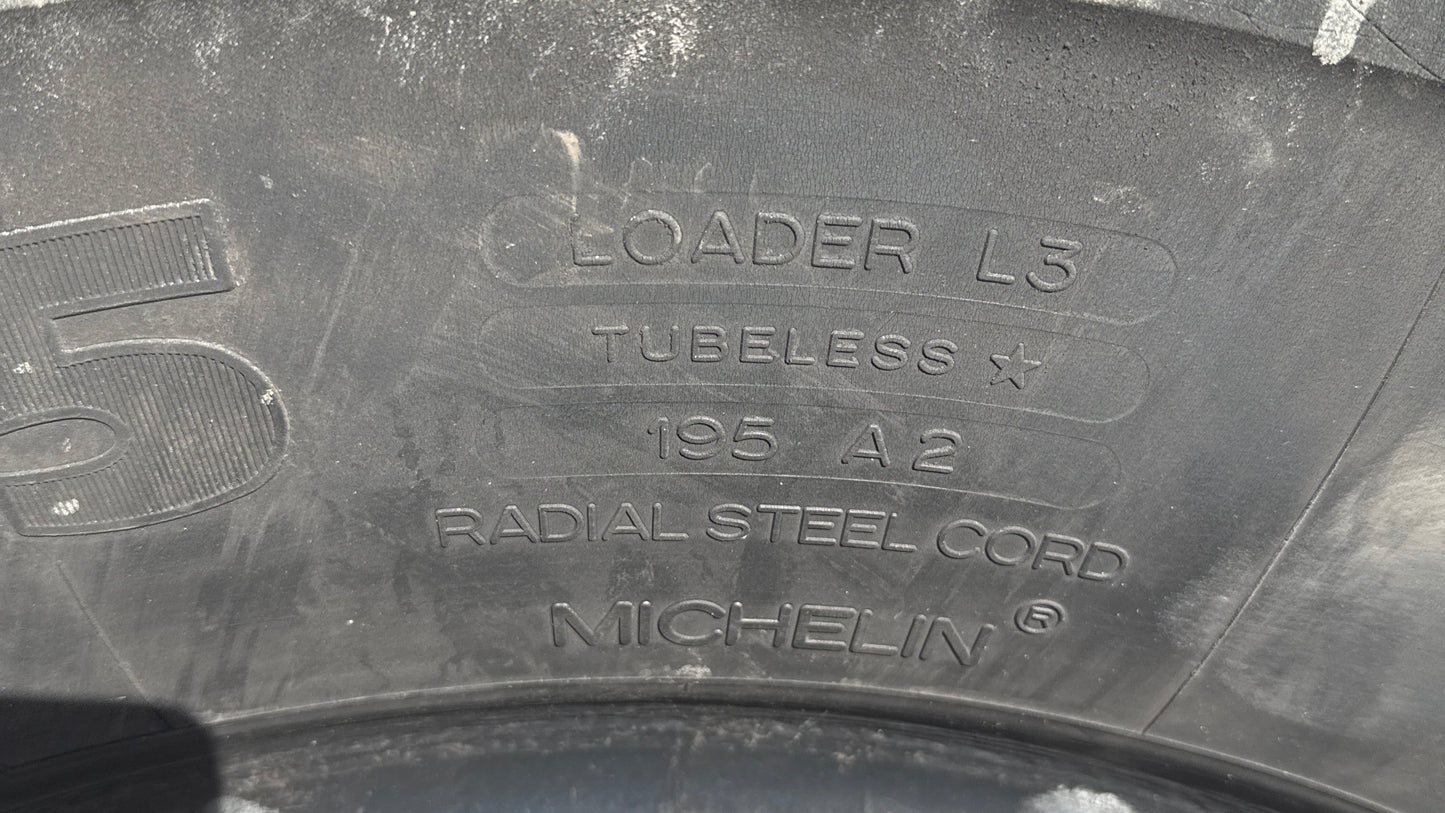 5
LOADER L3
TUBELESS ☆
195 A2
RADIAL STEEL CORD
MICHELIN ®